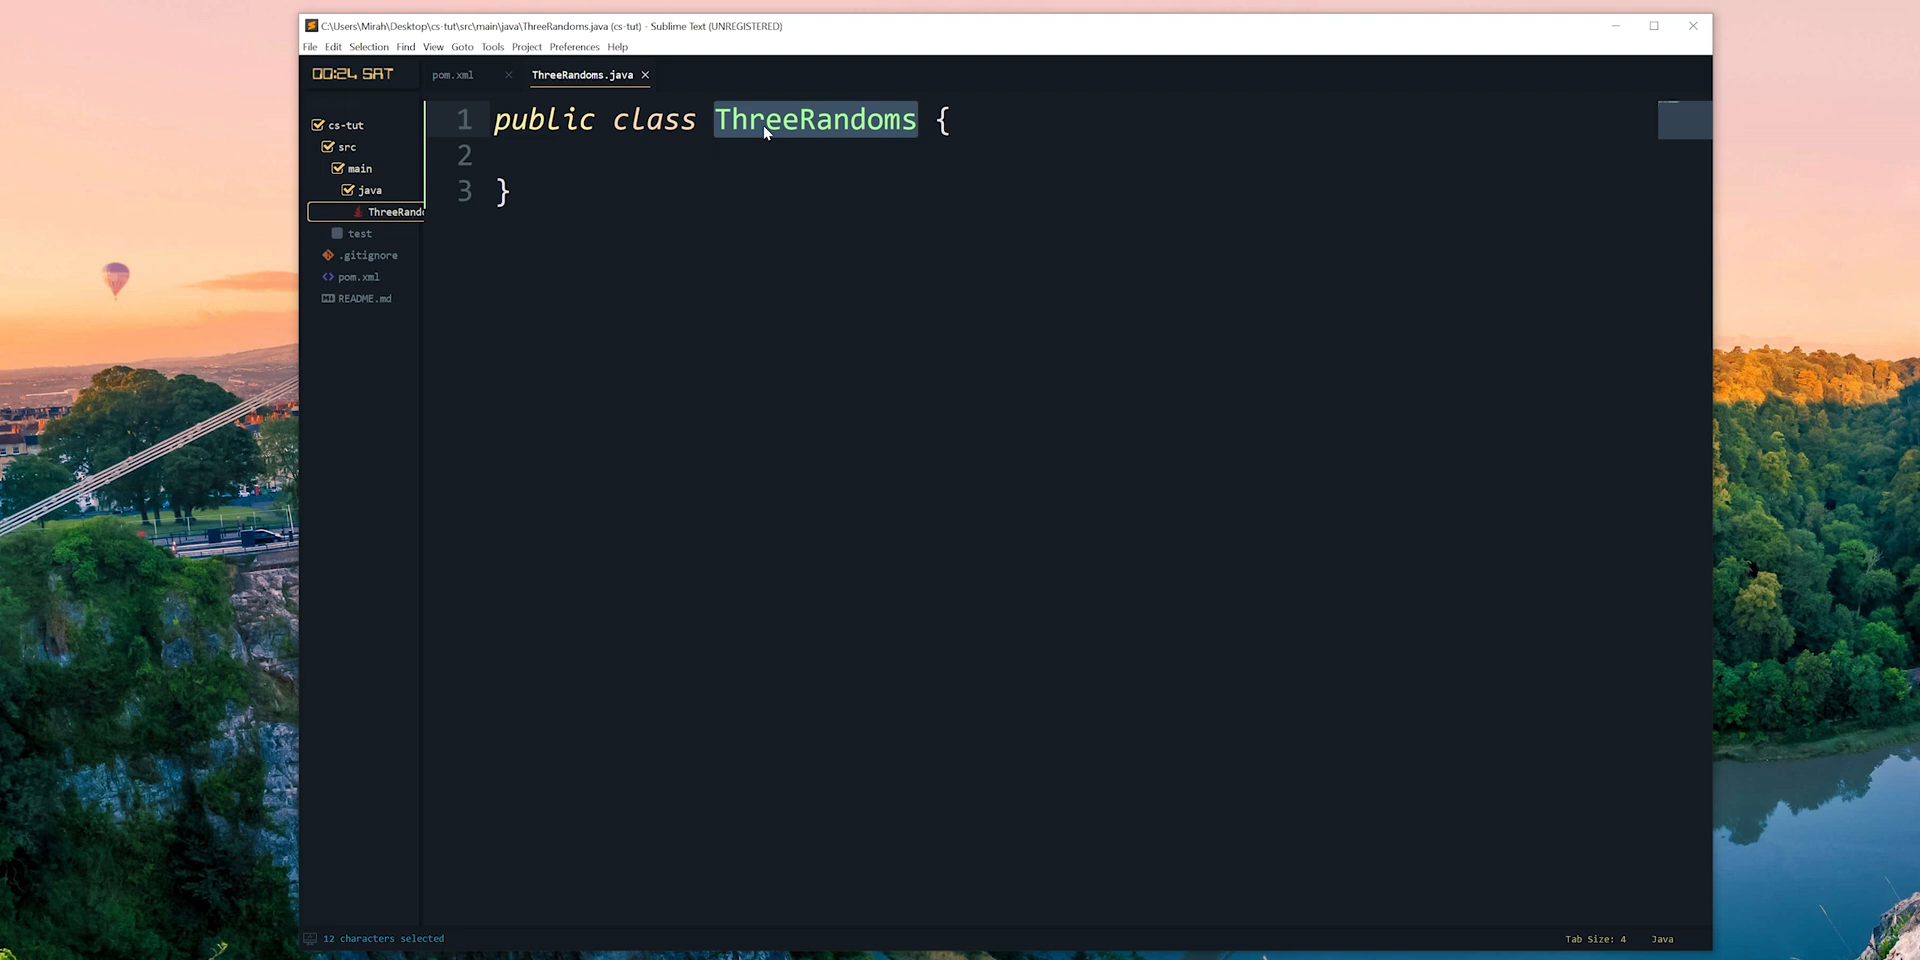 C:\Users\Mirah\Desktop\cs-tut\src\main\java\ThreeRandoms.java (cs-tut) - Sublime Text (UNREGISTERED)
File Edit Selection Find View Goto Tools Project Preferences Help
00:24 SAT
pom.xml
ThreeRandoms.java
cs-tut
src
main
java
ThreeRando
test
.gitignore
pom.xml
README.md
1 public class ThreeRandoms {
2
3 }
12 characters selected
Tab Size: 4
Java